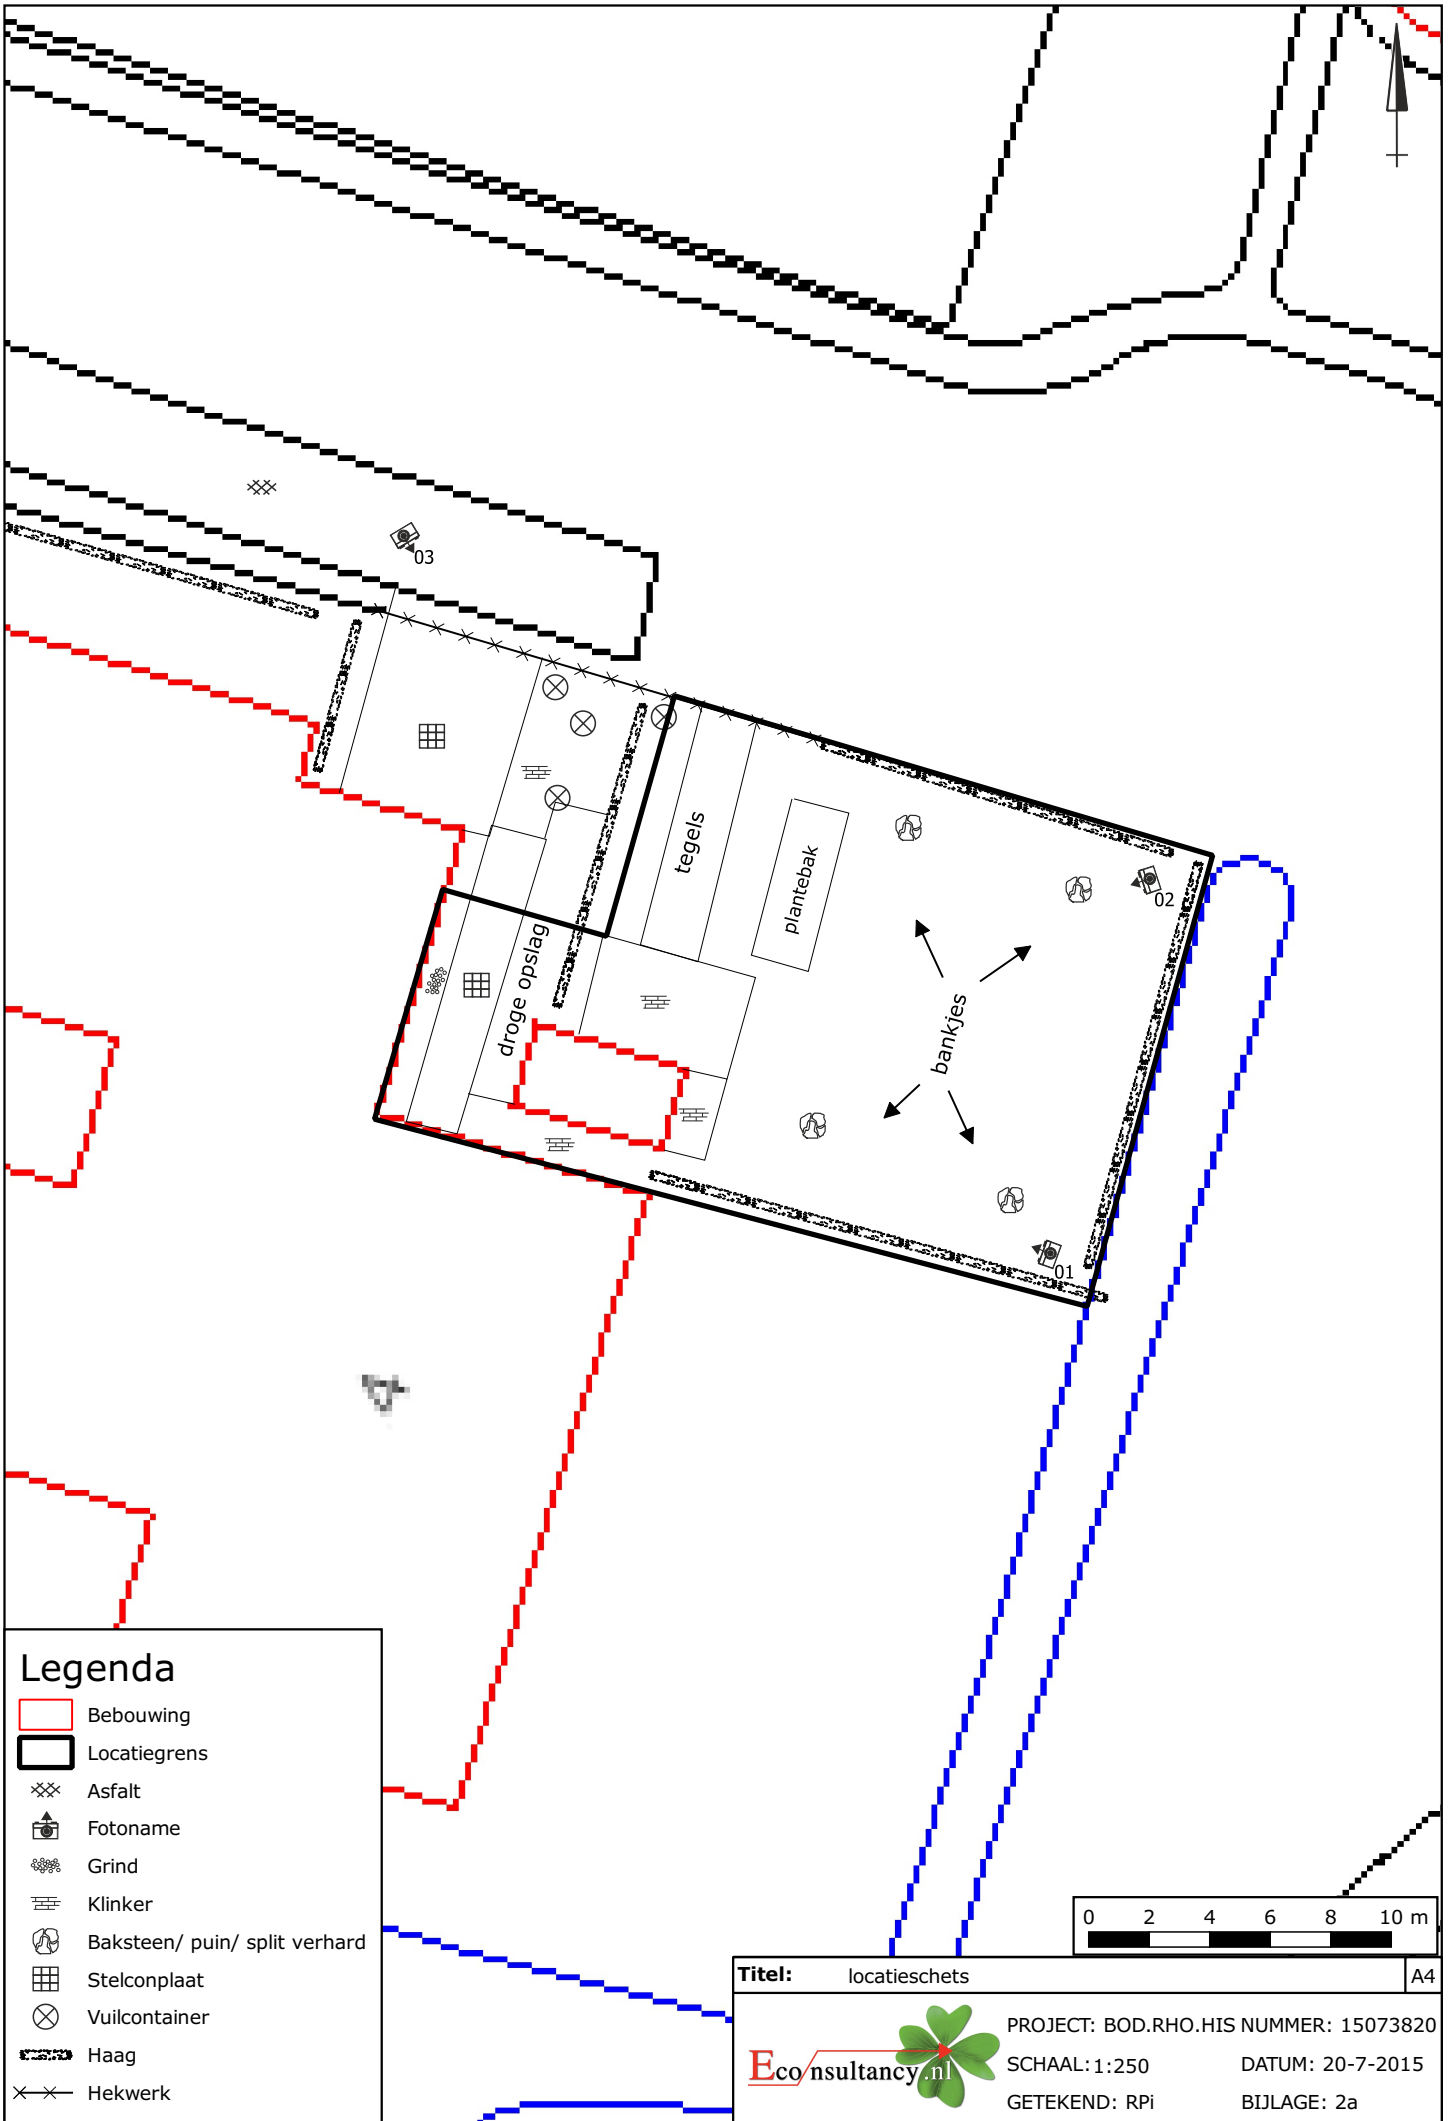 03
tegels
plantebak
02
droge opslag
bankjes
01
Legenda
Bebouwing
Locatiegrens
Asfalt
Fotoname
Grind
Klinker
Baksteen/ puin/ split verhard
Stelconplaat
Vuilcontainer
Haag
Hekwerk
0 2 4 6 8 10 m
Titel: locatieschets A4
Econsultancy.nl
PROJECT: BOD.RHO.HIS NUMMER: 15073820
SCHAAL: 1:250 DATUM: 20-7-2015
GETEKEND: RPi BIJLAGE: 2a